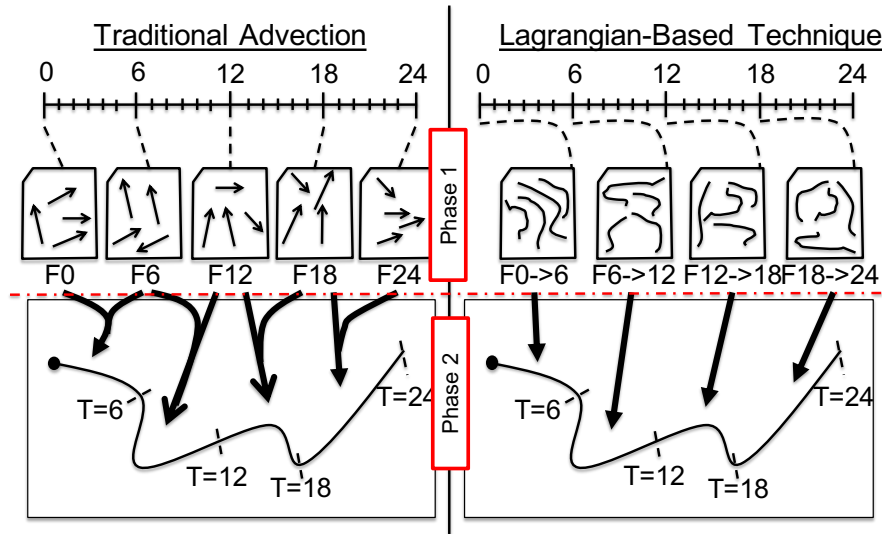 Traditional Advection
Lagrangian-Based Technique
0 6 12 18 24
0 6 12 18 24
Phase 1
F0 F6 F12 F18 F24
F0->6 F6->12 F12->18 F18->24
Phase 2
T=6
T=12
T=18
T=24
T=6
T=12
T=18
T=24